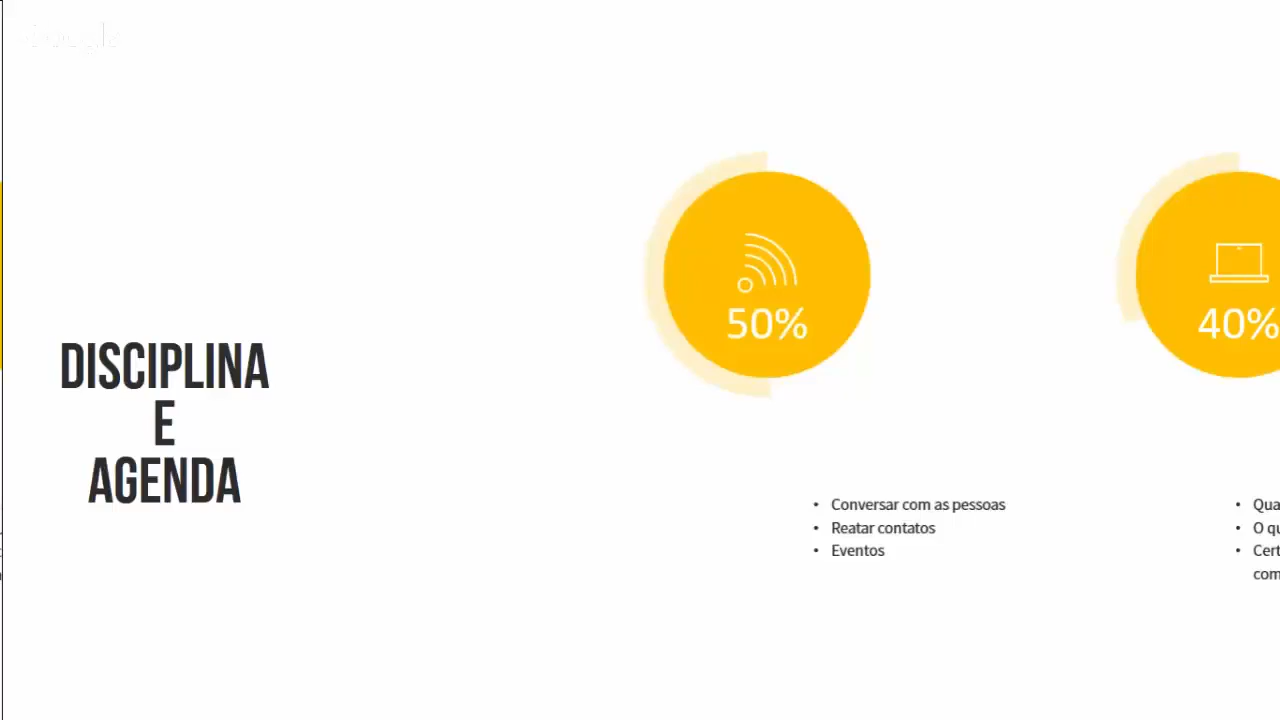 DISCIPLINA
E
AGENDA
50%
• Conversar com as pessoas
• Reatar contatos
• Eventos
40%